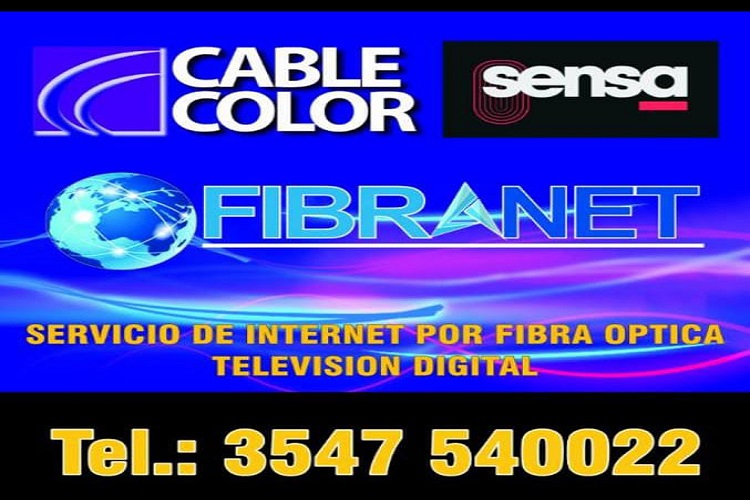 CABLE
COLOR
sensa
FIBRANET
SERVICIO DE INTERNET POR FIBRA OPTICA
TELEVISION DIGITAL
Tel.: 3547 540022